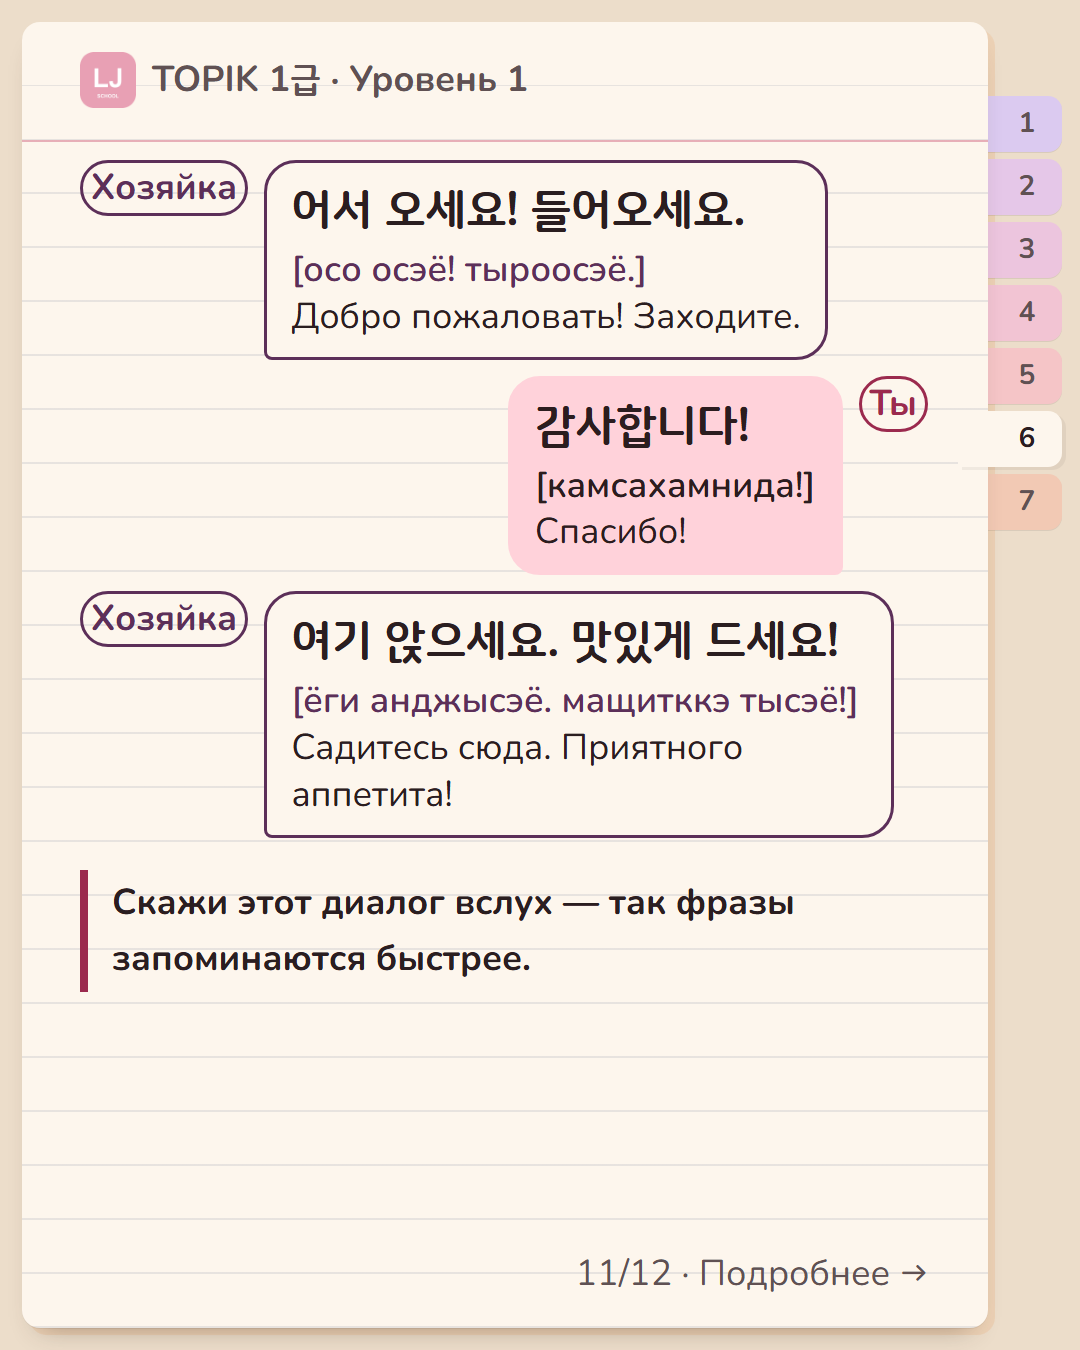 LJ
SCHOOL
TOPIK 1급 · Уровень 1
Хозяйка
어서 오세요! 들어오세요.
[осо осэё! тыроосэё.]
Добро пожаловать! Заходите.
감사합니다!
[камсахамнида!]
Спасибо!
Ты
Хозяйка
여기 앉으세요. 맛있게 드세요!
[ёги анджысэё. мащиткκэ тысэё!]
Садитесь сюда. Приятного
аппетита!
Скажи этот диалог вслух — так фразы
запоминаются быстрее.
11/12 · Подробнее →
1
2
3
4
5
6
7